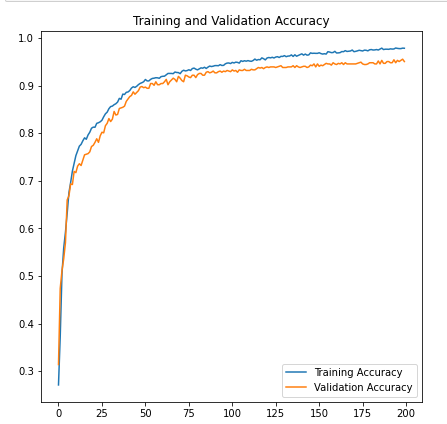 Training and Validation Accuracy
1.0
0.9
0.8
0.7
0.6
0.5
0.4
0.3
0 25 50 75 100 125 150 175 200
Training Accuracy
Validation Accuracy